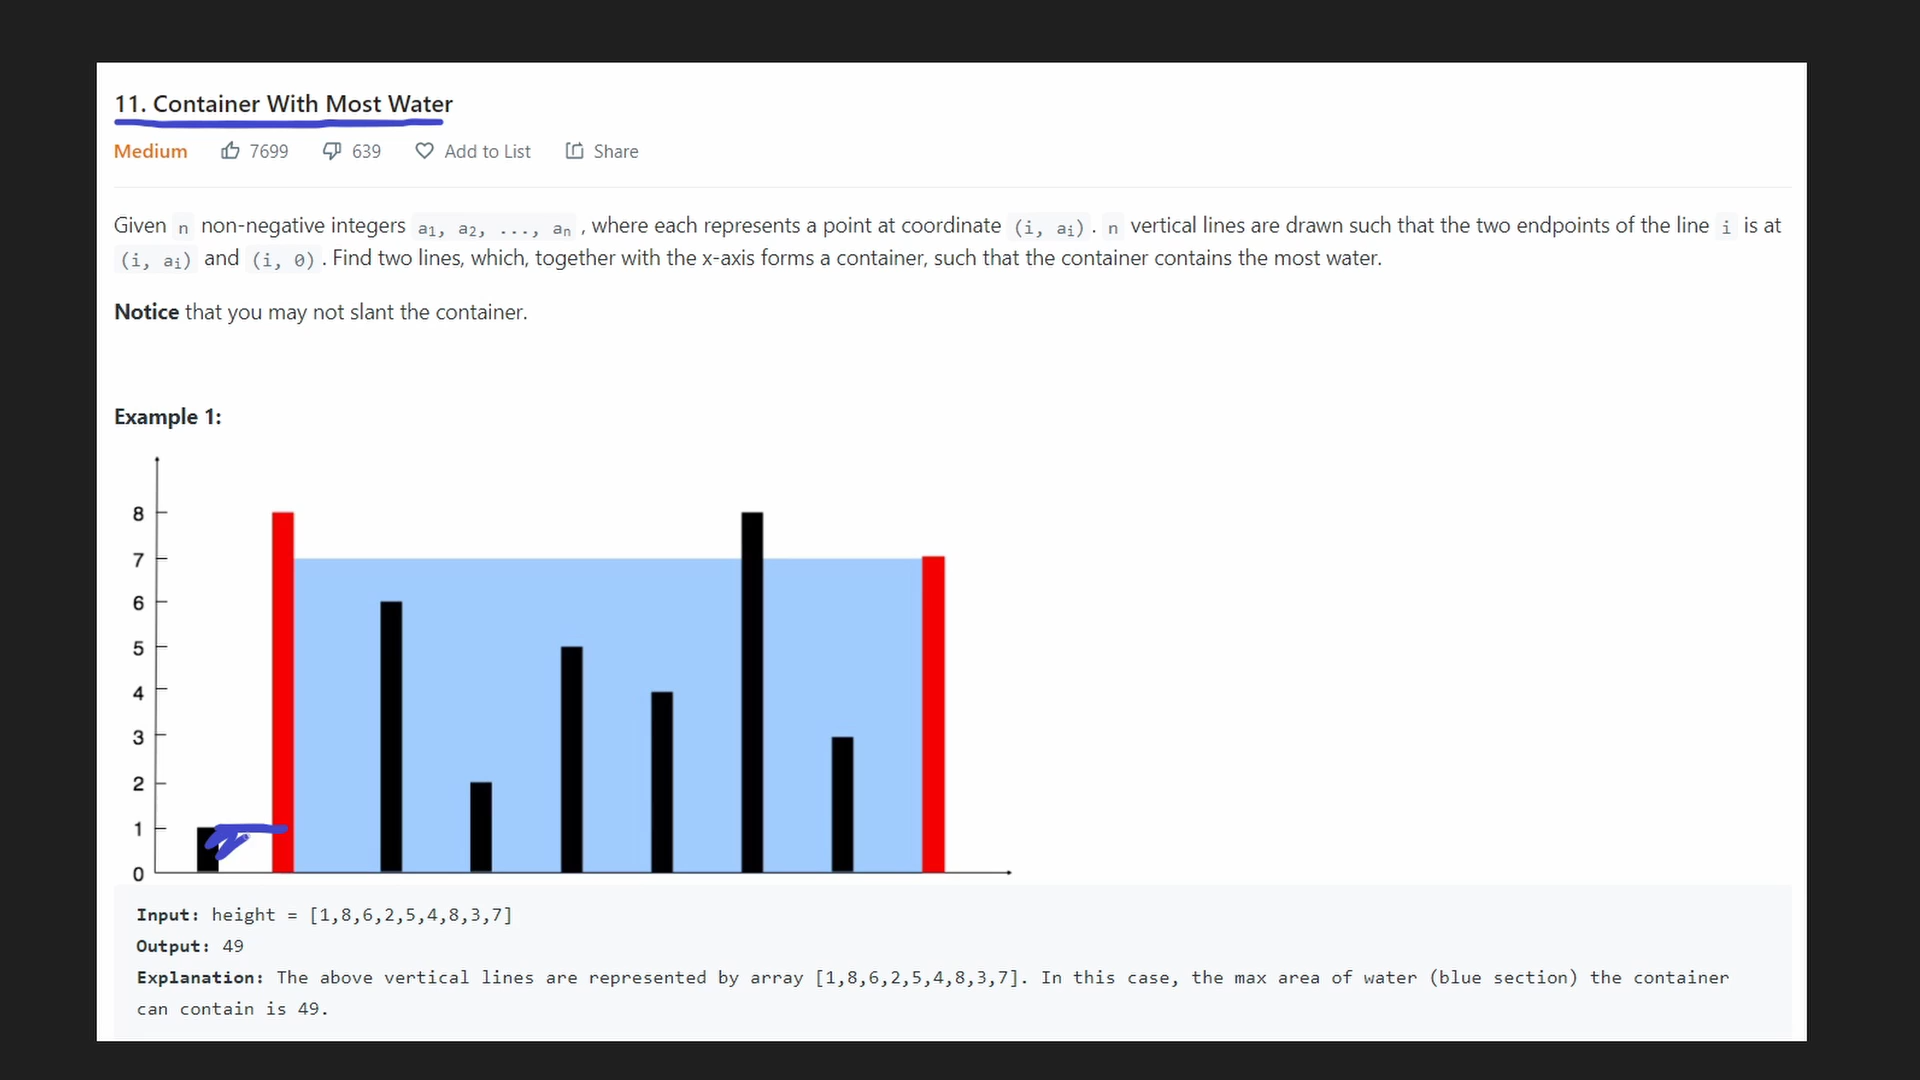 11. Container With Most Water
Medium 7699 639 Add to List Share
Given n non-negative integers a₁, a₂, ..., aₙ , where each represents a point at coordinate (i, aᵢ) . n vertical lines are drawn such that the two endpoints of the line i is at
(i, aᵢ) and (i, 0) . Find two lines, which, together with the x-axis forms a container, such that the container contains the most water.
Notice that you may not slant the container.
Example 1:
8
7
6
5
4
3
2
1
0
Input: height = [1,8,6,2,5,4,8,3,7]
Output: 49
Explanation: The above vertical lines are represented by array [1,8,6,2,5,4,8,3,7]. In this case, the max area of water (blue section) the container
can contain is 49.